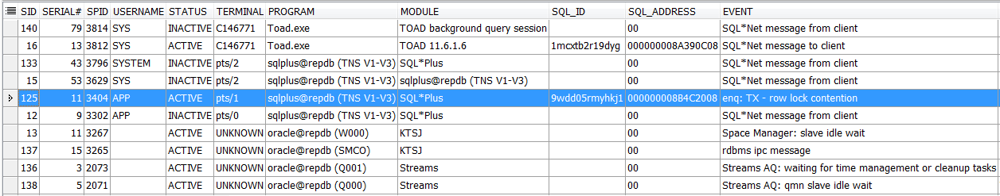 SID SERIAL# SPID USERNAME STATUS TERMINAL PROGRAM MODULE SQL_ID SQL_ADDRESS EVENT
140 79 3814 SYS INACTIVE C146771 Toad.exe TOAD background query session 00 SQL*Net message from client
16 13 3812 SYS ACTIVE C146771 Toad.exe TOAD 11.6.1.6 1mcxtb2r19dyg 000000008A390C08 SQL*Net message to client
133 43 3796 SYSTEM INACTIVE pts/2 sqlplus@repdb (TNS V1-V3) SQL*Plus 00 SQL*Net message from client
15 53 3629 SYS INACTIVE pts/2 sqlplus@repdb (TNS V1-V3) sqlplus@repdb (TNS V1-V3) 00 SQL*Net message from client
125 11 3404 APP ACTIVE pts/1 sqlplus@repdb (TNS V1-V3) SQL*Plus 9wdd05rmyhkj1 000000008B4C2008 enq: TX - row lock contention
12 9 3302 APP INACTIVE pts/0 sqlplus@repdb (TNS V1-V3) SQL*Plus 00 SQL*Net message from client
13 11 3267 ACTIVE UNKNOWN oracle@repdb (W000) KTSJ 00 Space Manager: slave idle wait
137 15 3265 ACTIVE UNKNOWN oracle@repdb (SMCO) KTSJ 00 rdbms ipc message
136 3 2073 ACTIVE UNKNOWN oracle@repdb (Q001) Streams 00 Streams AQ: waiting for time management or cleanup tasks
138 5 2071 ACTIVE UNKNOWN oracle@repdb (Q000) Streams 00 Streams AQ: qmn slave idle wait